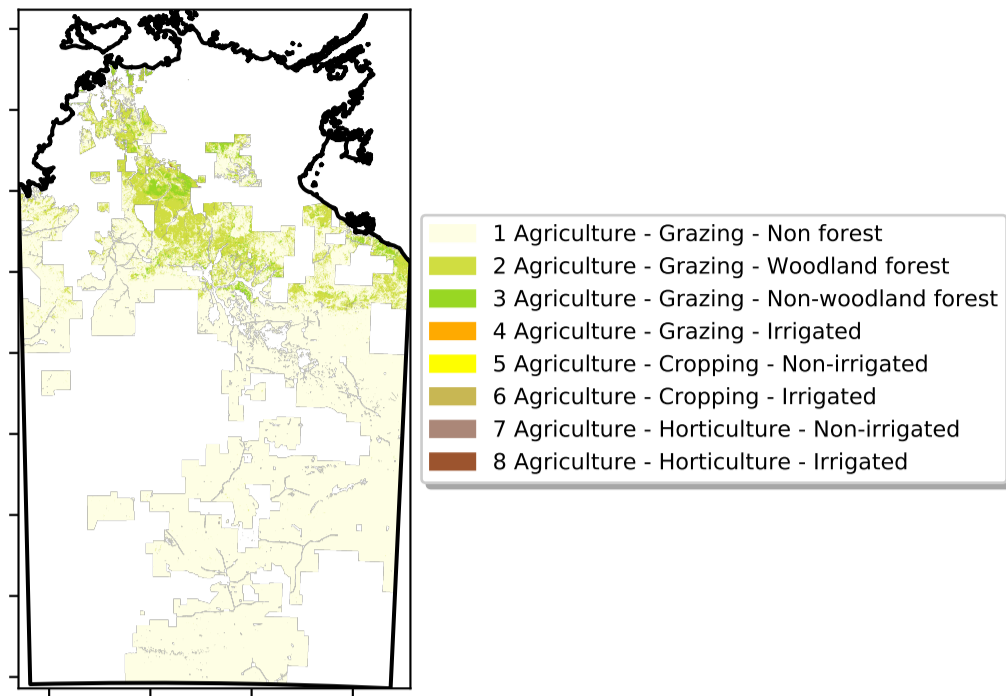 1 Agriculture - Grazing - Non forest
2 Agriculture - Grazing - Woodland forest
3 Agriculture - Grazing - Non-woodland forest
4 Agriculture - Grazing - Irrigated
5 Agriculture - Cropping - Non-irrigated
6 Agriculture - Cropping - Irrigated
7 Agriculture - Horticulture - Non-irrigated
8 Agriculture - Horticulture - Irrigated